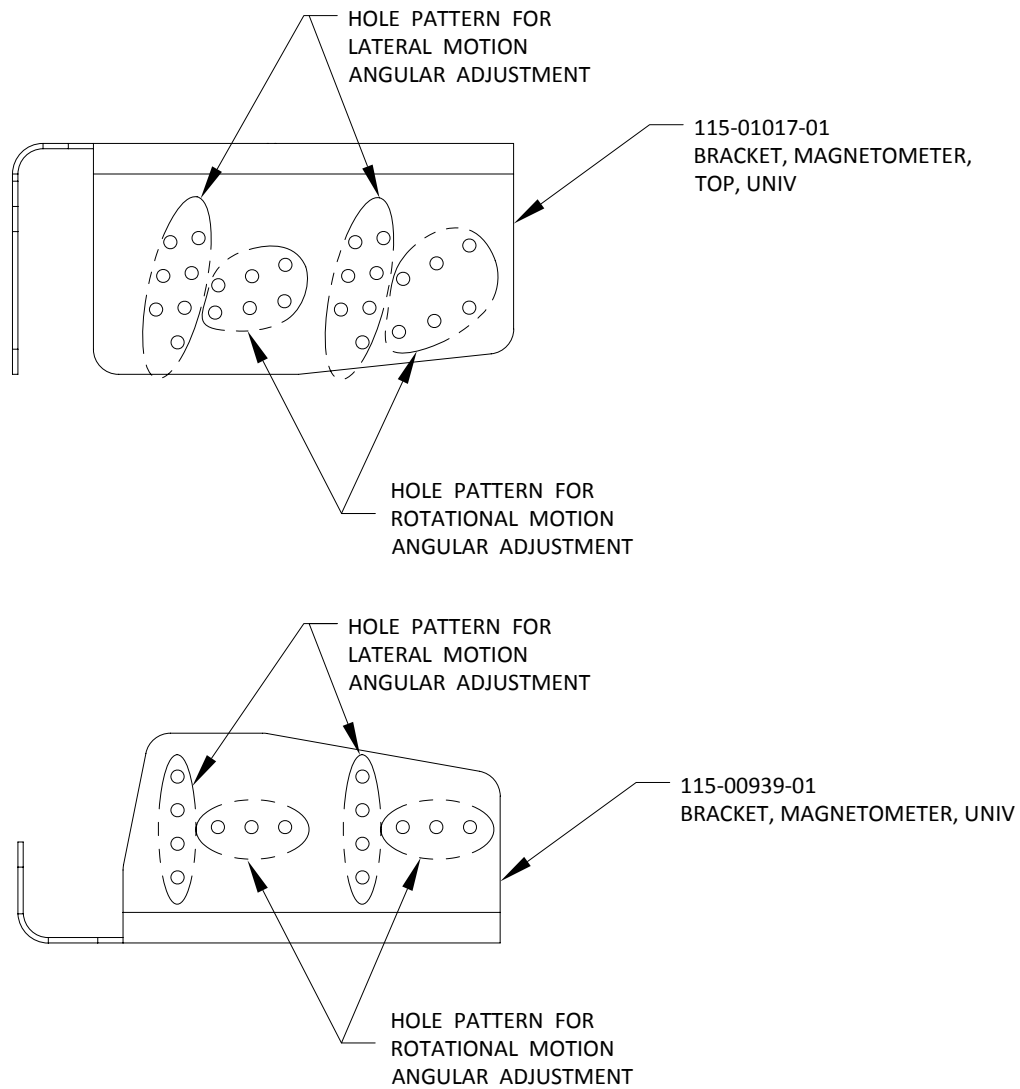 HOLE PATTERN FOR
LATERAL MOTION
ANGULAR ADJUSTMENT
115-01017-01
BRACKET, MAGNETOMETER,
TOP, UNIV
HOLE PATTERN FOR
ROTATIONAL MOTION
ANGULAR ADJUSTMENT
HOLE PATTERN FOR
LATERAL MOTION
ANGULAR ADJUSTMENT
115-00939-01
BRACKET, MAGNETOMETER, UNIV
HOLE PATTERN FOR
ROTATIONAL MOTION
ANGULAR ADJUSTMENT